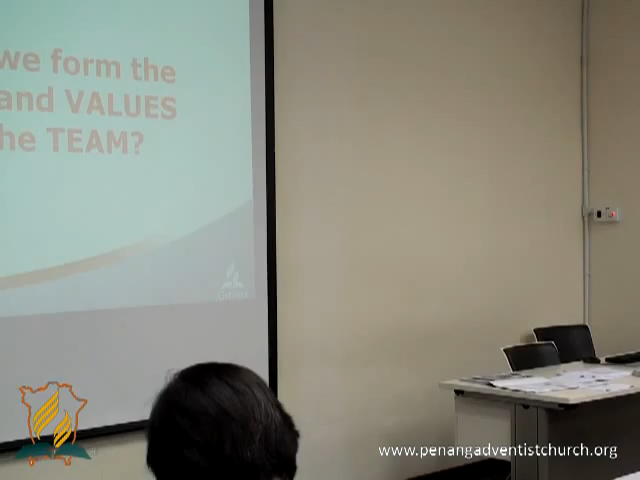 we form the
and VALUES
he TEAM?
www.penangadventistchurch.org